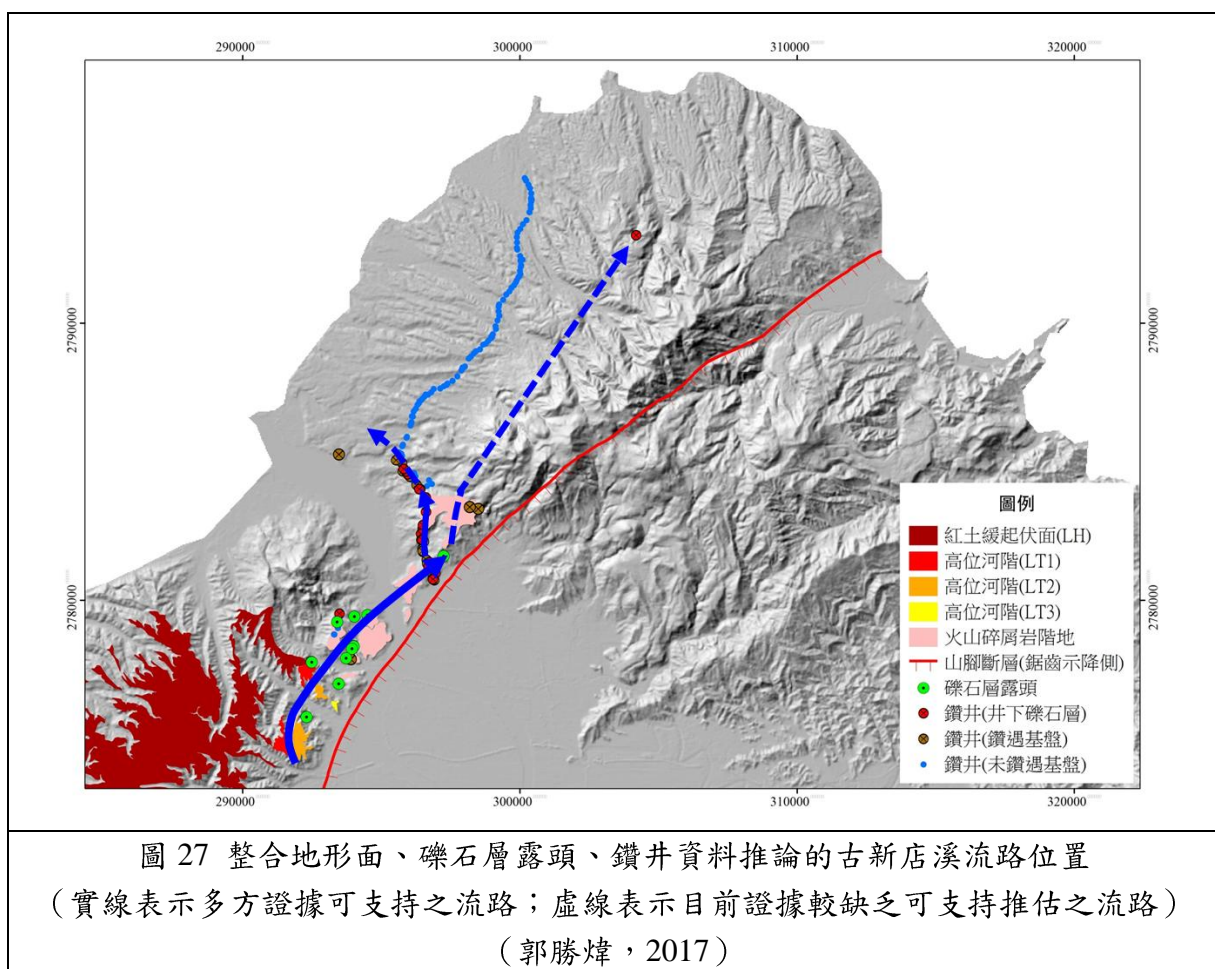 290000
300000
310000
320000
2790000
2790000
2780000
2780000
圖例
紅土緩起伏面(LH)
高位河階(LT1)
高位河階(LT2)
高位河階(LT3)
火山碎屑岩階地
山腳斷層(鋸齒示降側)
礫石層露頭
鑽井(井下礫石層)
鑽井(鑽遇基盤)
鑽井(未鑽遇基盤)
290000
300000
310000
320000
圖 27 整合地形面、礫石層露頭、鑽井資料推論的古新店溪流路位置
（實線表示多方證據可支持之流路；虛線表示目前證據較缺乏可支持推估之流路）
（郭勝煒，2017）